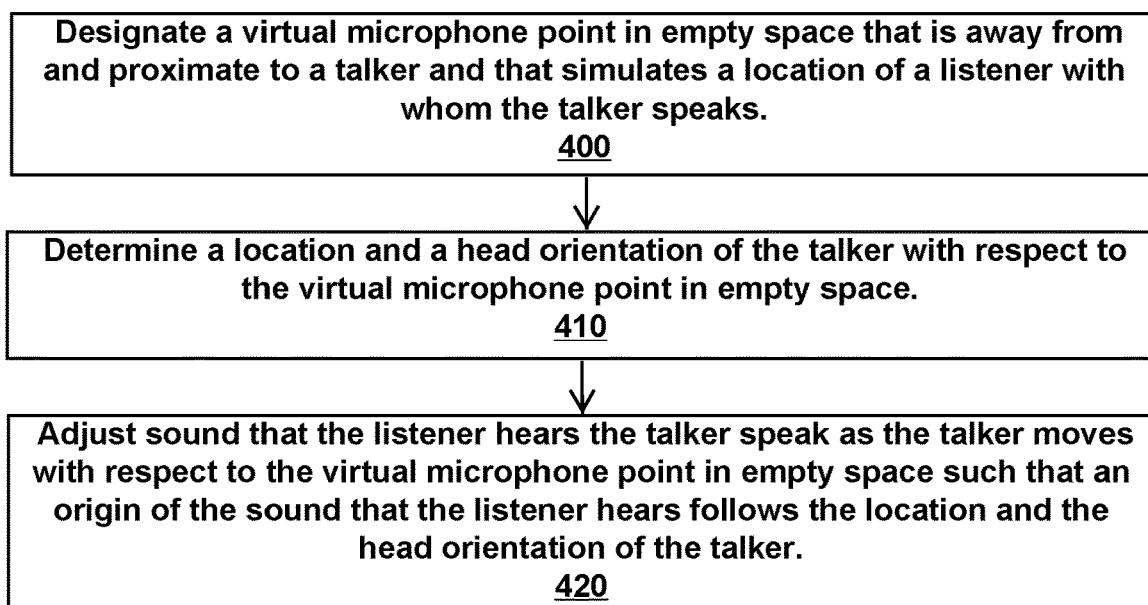 Designate a virtual microphone point in empty space that is away from
and proximate to a talker and that simulates a location of a listener with
whom the talker speaks.
400
Determine a location and a head orientation of the talker with respect to
the virtual microphone point in empty space.
410
Adjust sound that the listener hears the talker speak as the talker moves
with respect to the virtual microphone point in empty space such that an
origin of the sound that the listener hears follows the location and the
head orientation of the talker.
420